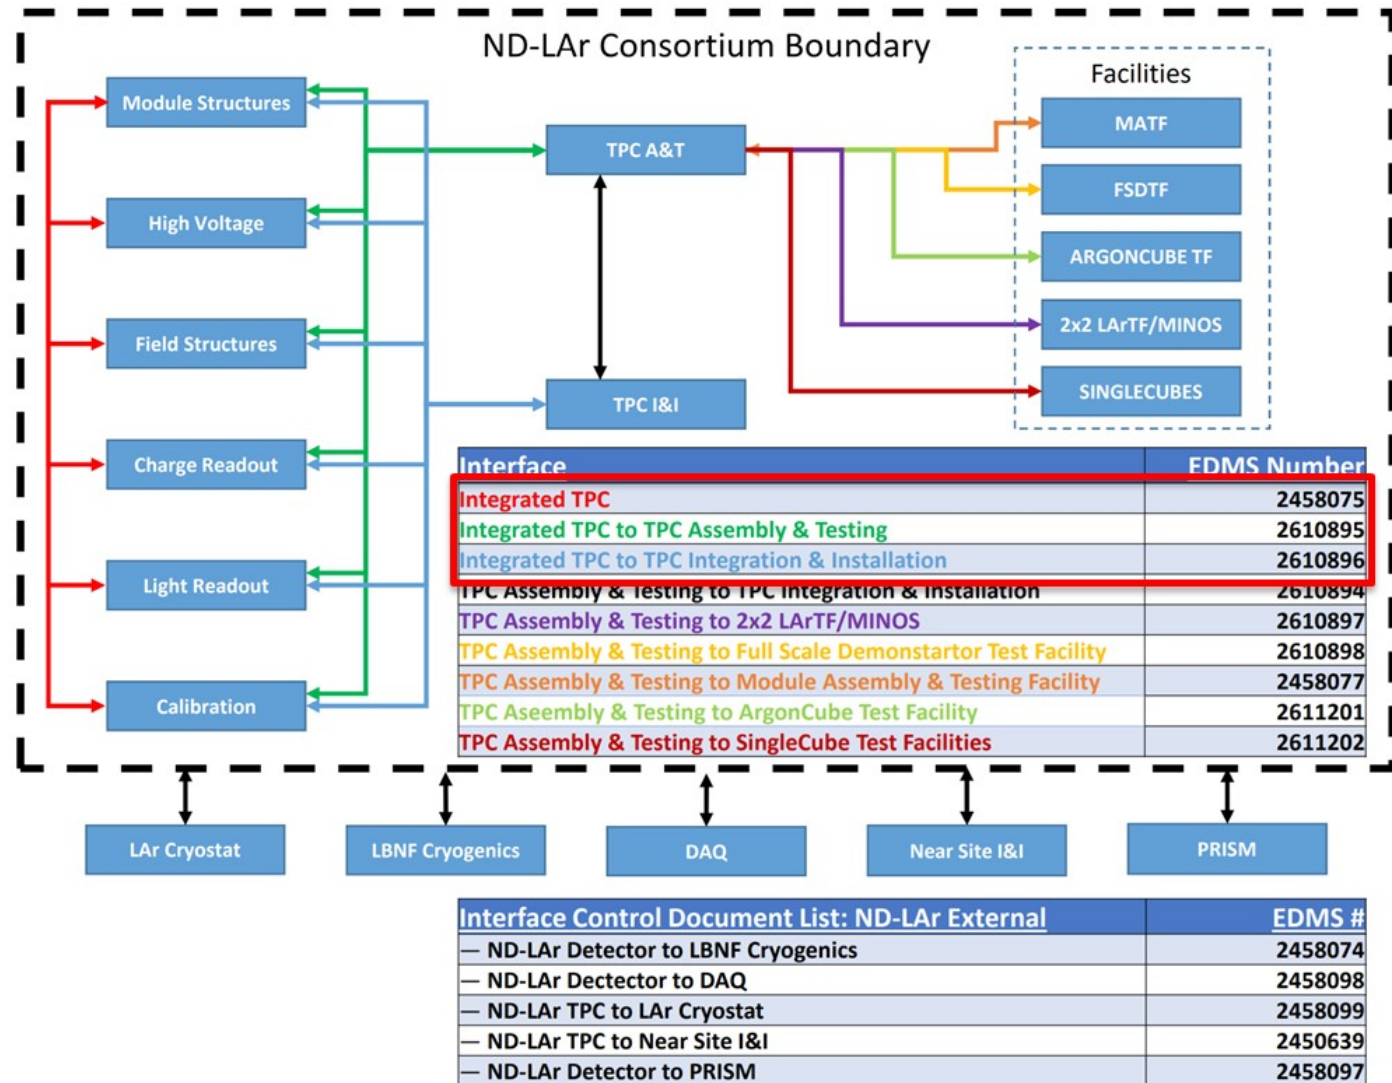 ND-LAr Consortium Boundary
Facilities
Module Structures
High Voltage
Field Structures
Charge Readout
Light Readout
Calibration
TPC A&T
TPC I&I
MATF
FSDTF
ARGONCUBE TF
2x2 LArTF/MINOS
SINGLECUBES
Interface EDMS Number
Integrated TPC 2458075
Integrated TPC to TPC Assembly & Testing 2610895
Integrated TPC to TPC Integration & Installation 2610896
TPC Assembly & Testing to TPC Integration & Installation 2610894
TPC Assembly & Testing to 2x2 LArTF/MINOS 2610897
TPC Assembly & Testing to Full Scale Demonstartor Test Facility 2610898
TPC Assembly & Testing to Module Assembly & Testing Facility 2458077
TPC Aseembly & Testing to ArgonCube Test Facility 2611201
TPC Assembly & Testing to SingleCube Test Facilities 2611202
LAr Cryostat
LBNF Cryogenics
DAQ
Near Site I&I
PRISM
Interface Control Document List: ND-LAr External EDMS #
— ND-LAr Detector to LBNF Cryogenics 2458074
— ND-LAr Dectector to DAQ 2458098
— ND-LAr TPC to LAr Cryostat 2458099
— ND-LAr TPC to Near Site I&I 2450639
— ND-LAr Detector to PRISM 2458097